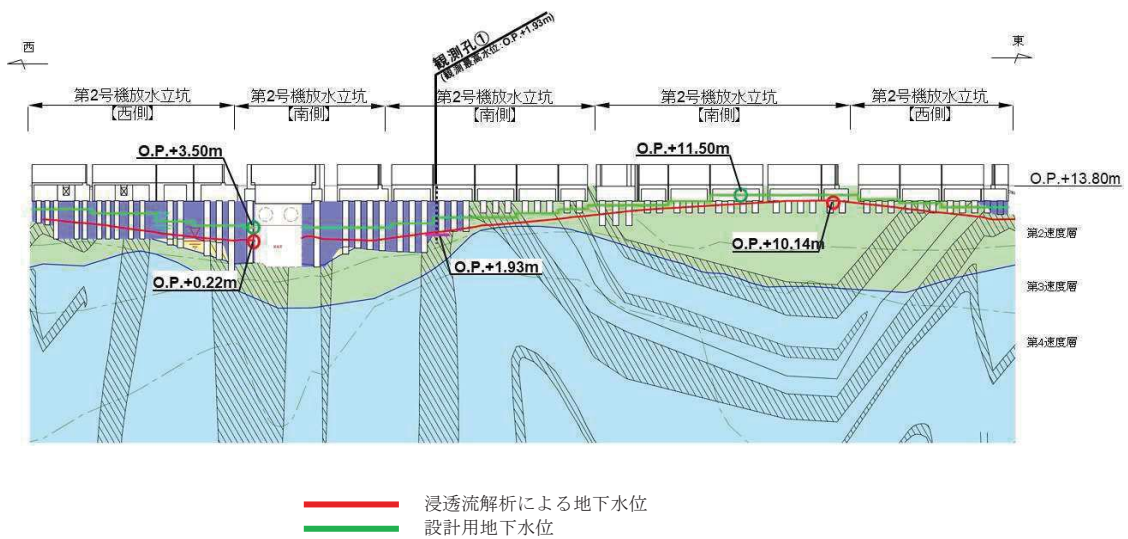 観測孔①
(観測最高水位:O.P.+1.93m)
西
東
第2号機放水立坑
【西側】
第2号機放水立坑
【南側】
第2号機放水立坑
【南側】
第2号機放水立坑
【南側】
第2号機放水立坑
【西側】
O.P.+3.50m
O.P.+11.50m
O.P.+13.80m
O.P.+0.22m
O.P.+1.93m
O.P.+10.14m
第2速度層
第3速度層
第4速度層
浸透流解析による地下水位
設計用地下水位